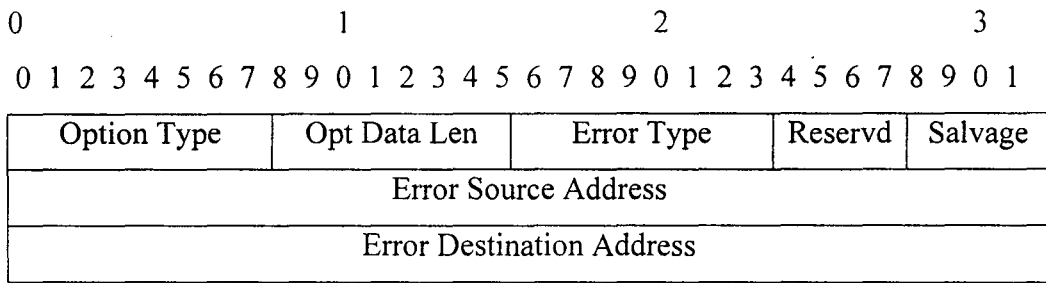 0 1 2 3
0 1 2 3 4 5 6 7 8 9 0 1 2 3 4 5 6 7 8 9 0 1 2 3 4 5 6 7 8 9 0 1
Option Type Opt Data Len Error Type Reservd Salvage
Error Source Address
Error Destination Address